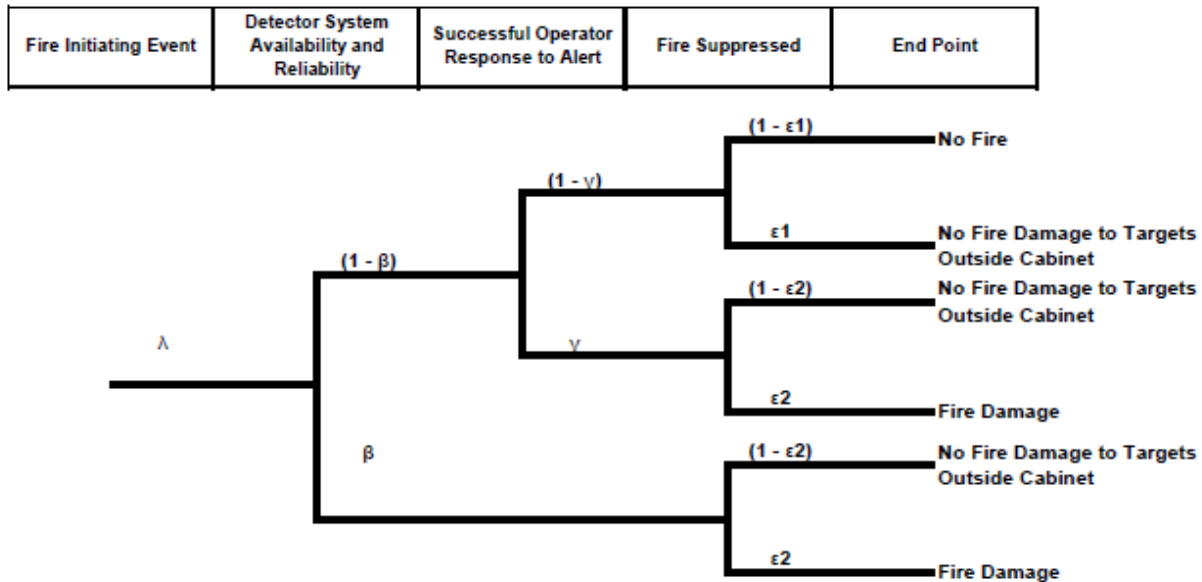 Fire Initiating Event
Detector System
Availability and
Reliability
Successful Operator
Response to Alert
Fire Suppressed
End Point
(1 - ε1)
No Fire
(1 - γ)
ε1
No Fire Damage to Targets
Outside Cabinet
(1 - β)
(1 - ε2)
No Fire Damage to Targets
Outside Cabinet
λ
γ
ε2
Fire Damage
β
(1 - ε2)
No Fire Damage to Targets
Outside Cabinet
ε2
Fire Damage